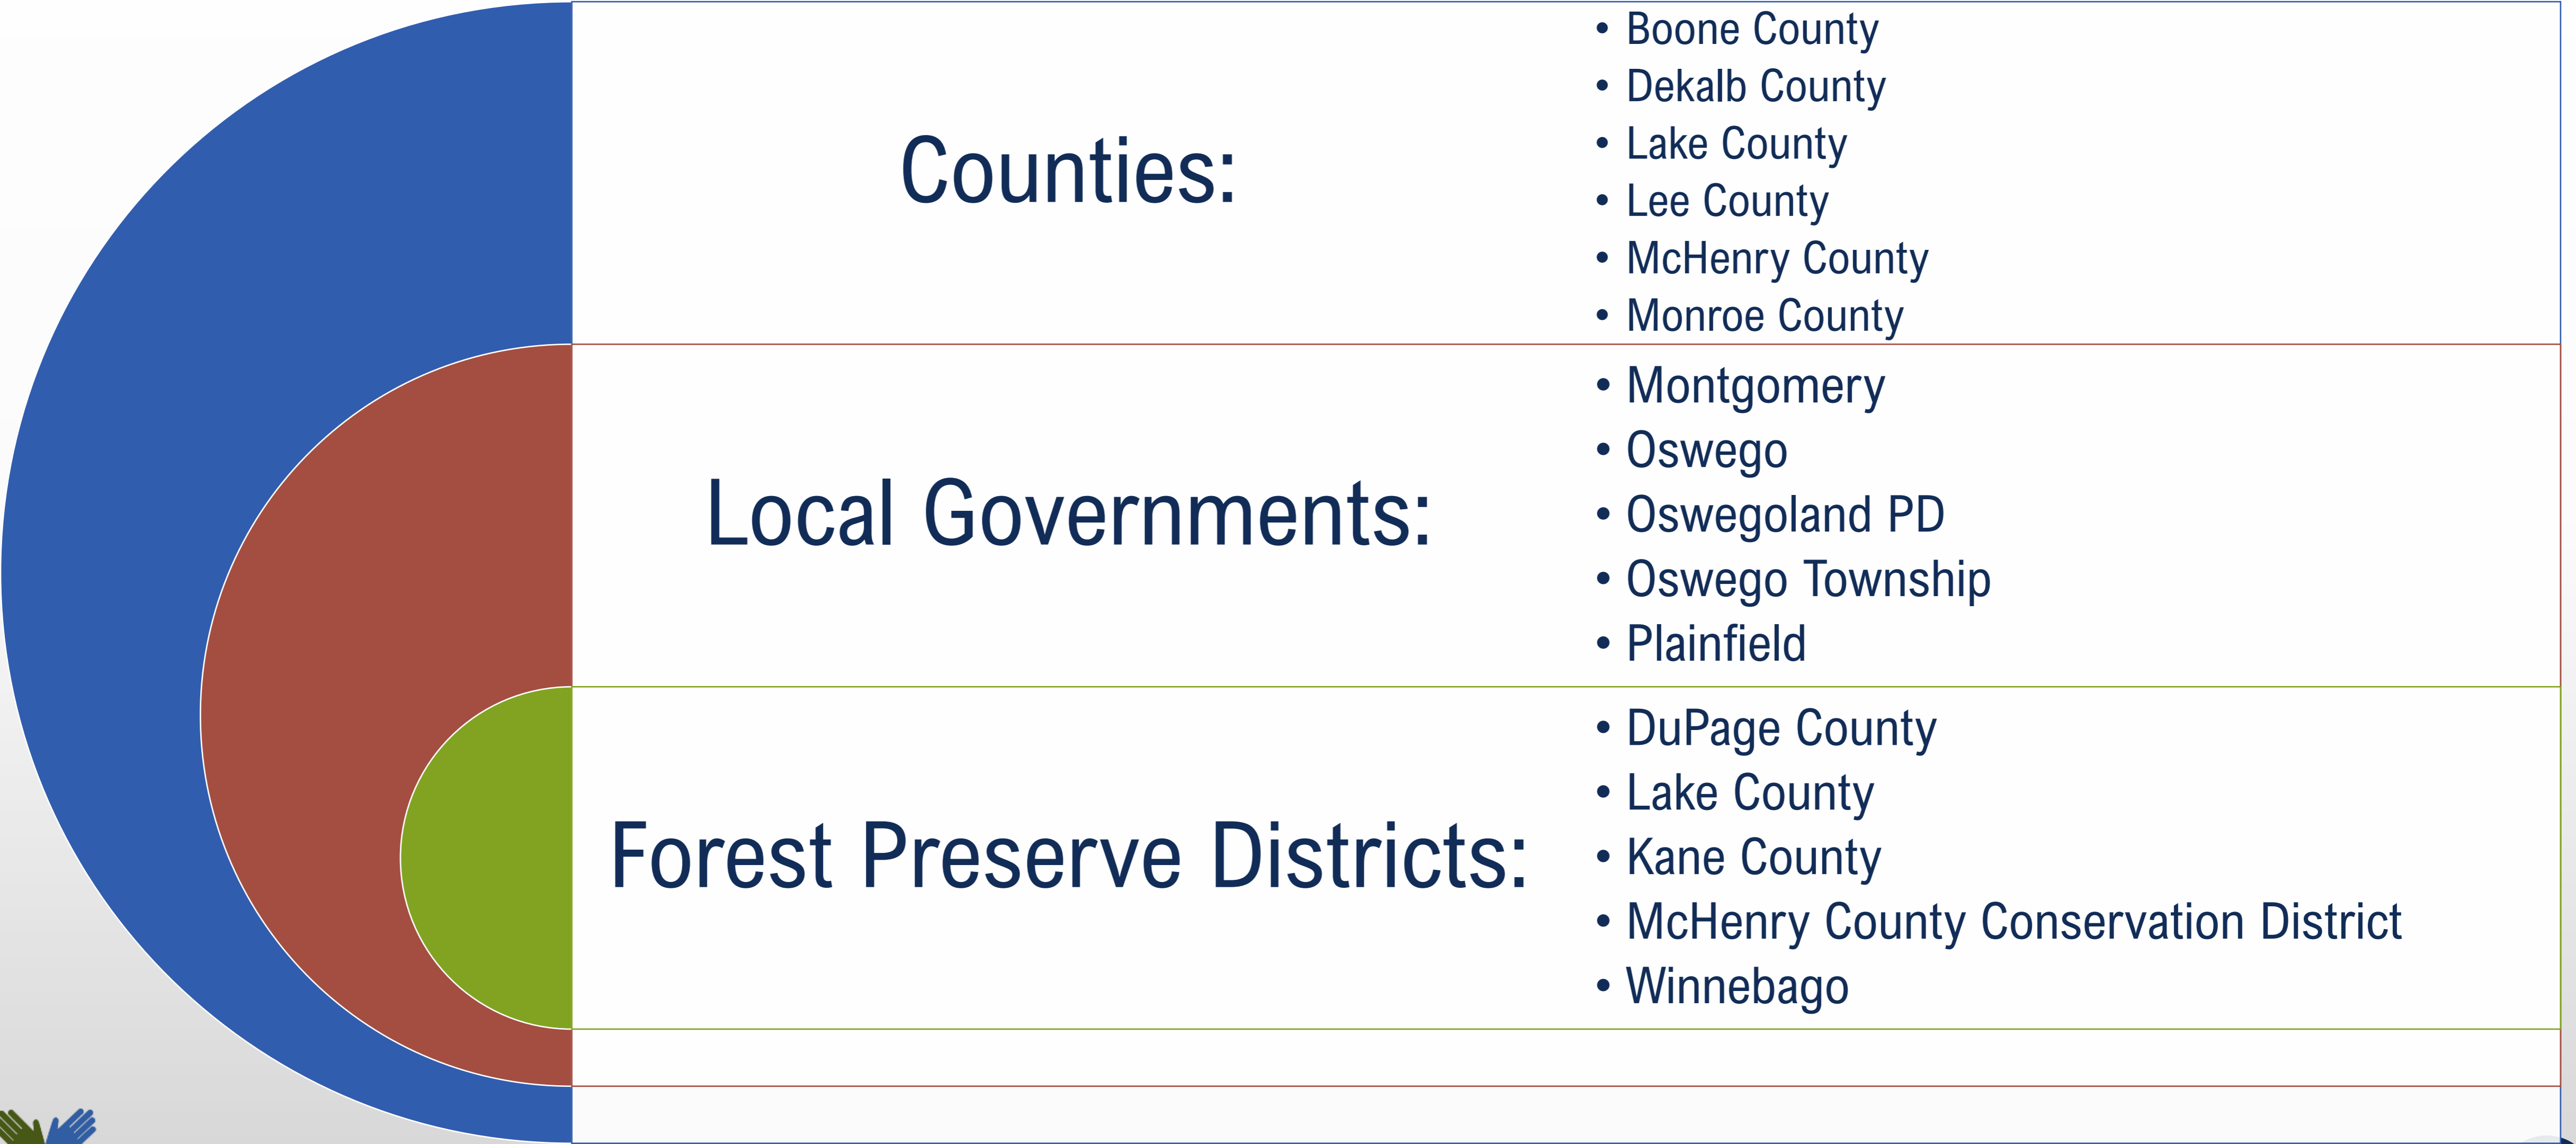 Counties:
• Boone County
• Dekalb County
• Lake County
• Lee County
• McHenry County
• Monroe County
Local Governments:
• Montgomery
• Oswego
• Oswegoland PD
• Oswego Township
• Plainfield
Forest Preserve Districts:
• DuPage County
• Lake County
• Kane County
• McHenry County Conservation District
• Winnebago